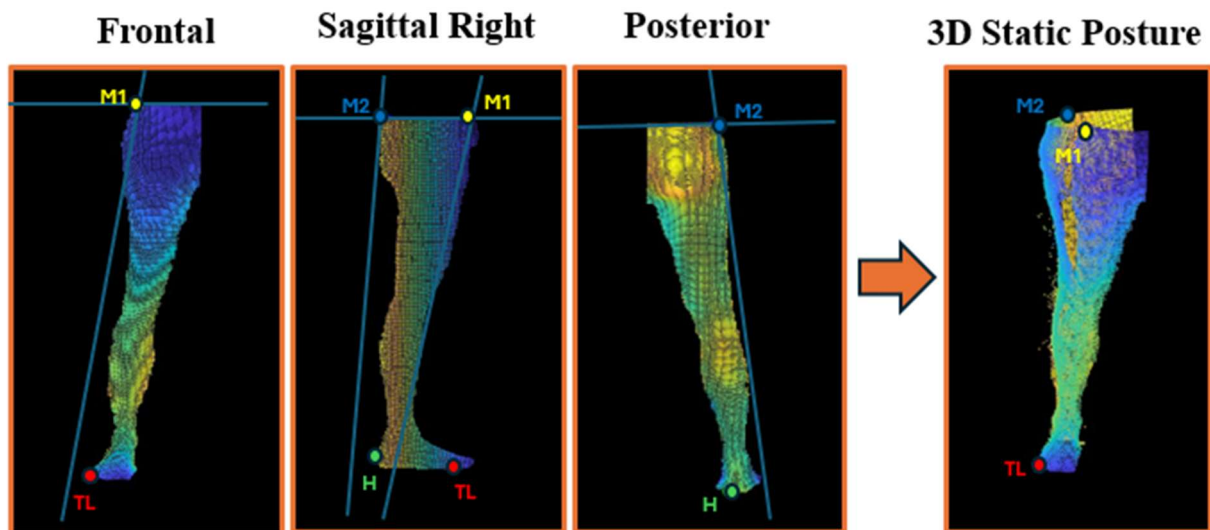 Frontal
Sagittal Right
Posterior
3D Static Posture
M1
TL
M2
M1
H
TL
M2
H
M2
M1
TL